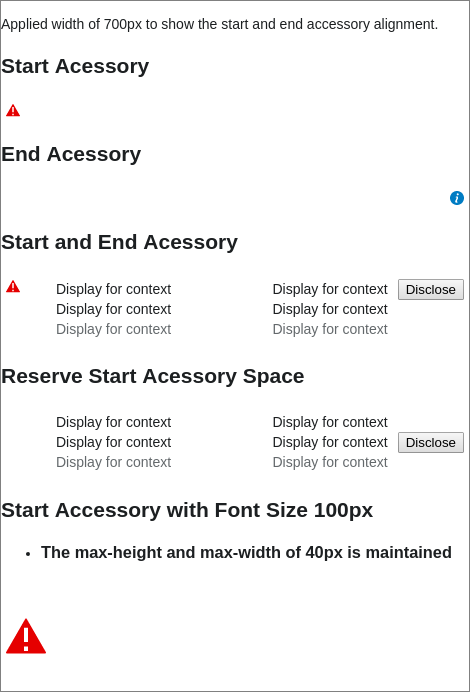 Applied width of 700px to show the start and end accessory alignment.
Start Acessory
End Acessory
Start and End Acessory
Display for context Display for context Disclose
Display for context Display for context
Display for context Display for context
Reserve Start Acessory Space
Display for context Display for context
Display for context Display for context Disclose
Display for context Display for context
Start Accessory with Font Size 100px
• The max-height and max-width of 40px is maintained